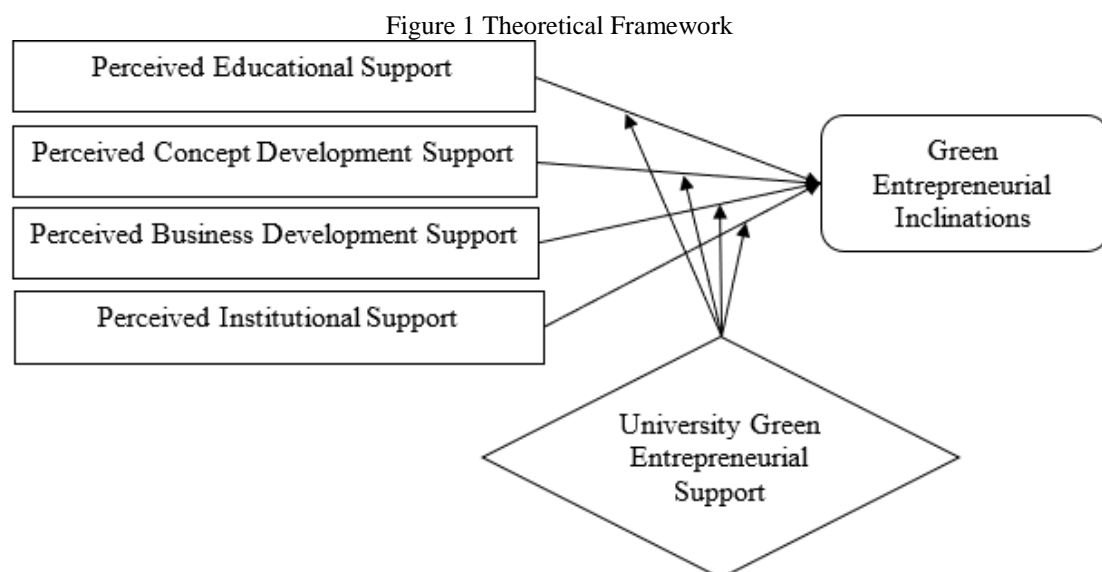 Figure 1 Theoretical Framework
Perceived Educational Support
Perceived Concept Development Support
Perceived Business Development Support
Perceived Institutional Support
Green
Entrepreneurial
Inclinations
University Green
Entrepreneurial
Support